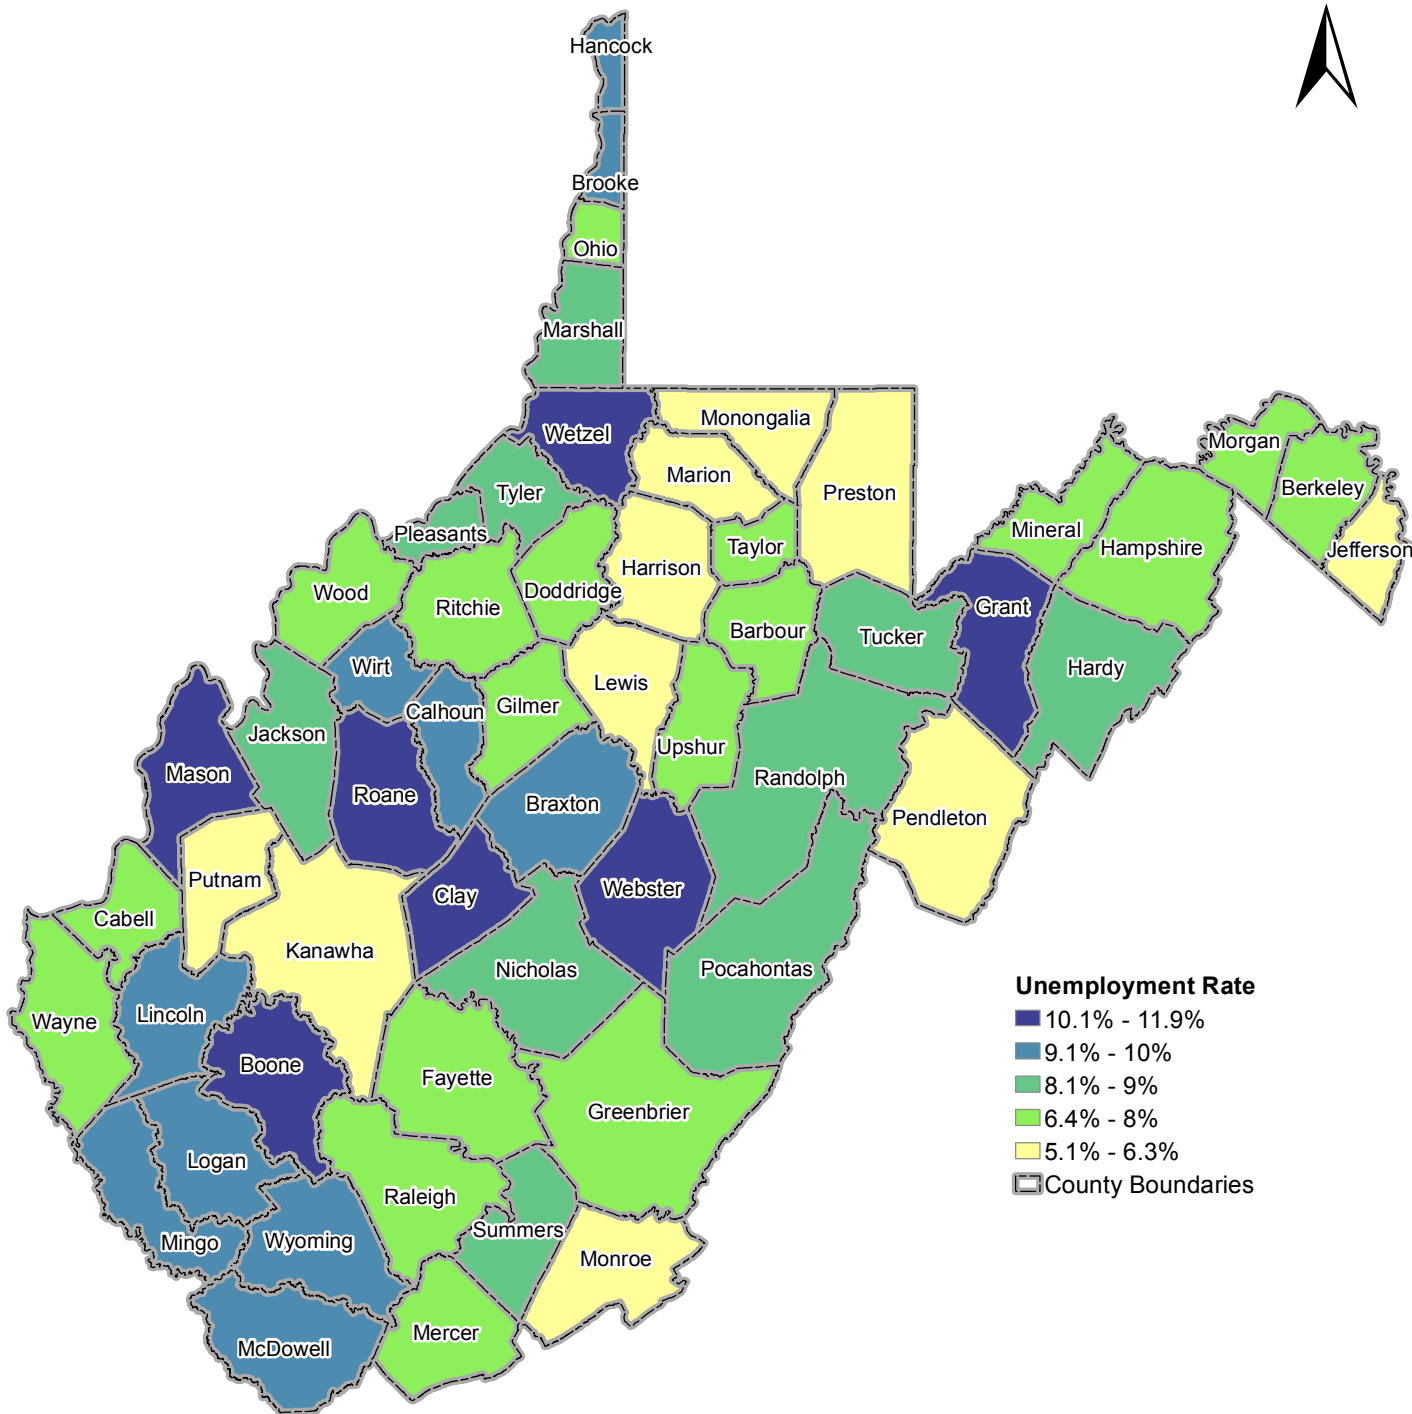 Hancock
Brooke
Ohio
Marshall
Wetzel
Monongalia
Marion
Preston
Tyler
Pleasants
Taylor
Harrison
Doddridge
Wood
Ritchie
Barbour
Tucker
Grant
Mineral
Hampshire
Morgan
Berkeley
Jefferson
Hardy
Wirt
Lewis
Gilmer
Calhoun
Jackson
Upshur
Mason
Roane
Braxton
Randolph
Pendleton
Putnam
Clay
Webster
Cabell
Kanawha
Nicholas
Pocahontas
Lincoln
Wayne
Boone
Fayette
Greenbrier
Logan
Raleigh
Summers
Mingo
Wyoming
Monroe
Mercer
McDowell
Unemployment Rate
10.1% - 11.9%
9.1% - 10%
8.1% - 9%
6.4% - 8%
5.1% - 6.3%
County Boundaries